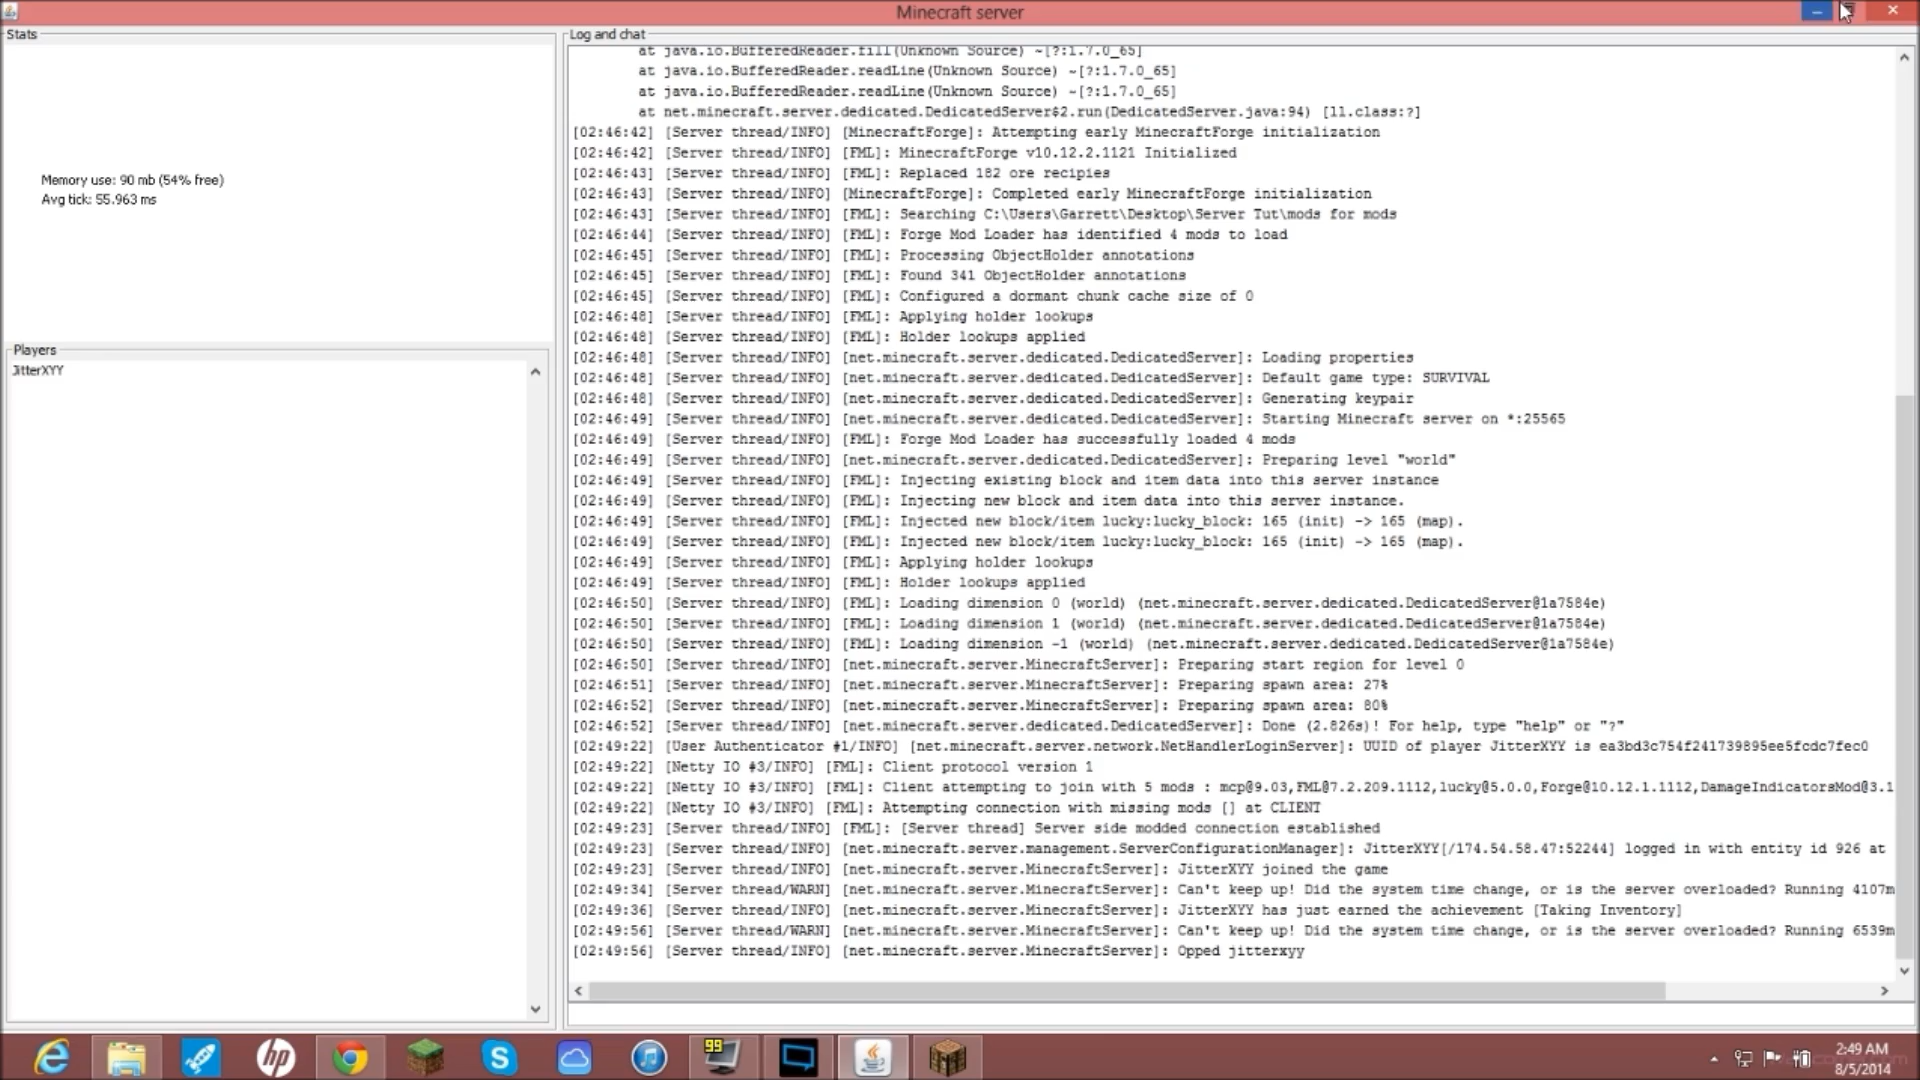 Minecraft server
Stats
Memory use: 90 mb (54% free)
Avg tick: 55.963 ms
Players
JitterXYY
Log and chat
at java.io.BufferedReader.fill(Unknown Source) ~[?:1.7.0_65]
at java.io.BufferedReader.readLine(Unknown Source) ~[?:1.7.0_65]
at java.io.BufferedReader.readLine(Unknown Source) ~[?:1.7.0_65]
at net.minecraft.server.dedicated.DedicatedServer$2.run(DedicatedServer.java:94) [ll.class:?]
[02:46:42] [Server thread/INFO] [MinecraftForge]: Attempting early MinecraftForge initialization
[02:46:42] [Server thread/INFO] [FML]: MinecraftForge v10.12.2.1121 Initialized
[02:46:43] [Server thread/INFO] [FML]: Replaced 182 ore recipies
[02:46:43] [Server thread/INFO] [MinecraftForge]: Completed early MinecraftForge initialization
[02:46:43] [Server thread/INFO] [FML]: Searching C:\Users\Garrett\Desktop\Server Tut\mods for mods
[02:46:44] [Server thread/INFO] [FML]: Forge Mod Loader has identified 4 mods to load
[02:46:45] [Server thread/INFO] [FML]: Processing ObjectHolder annotations
[02:46:45] [Server thread/INFO] [FML]: Found 341 ObjectHolder annotations
[02:46:45] [Server thread/INFO] [FML]: Configured a dormant chunk cache size of 0
[02:46:48] [Server thread/INFO] [FML]: Applying holder lookups
[02:46:48] [Server thread/INFO] [FML]: Holder lookups applied
[02:46:48] [Server thread/INFO] [net.minecraft.server.dedicated.DedicatedServer]: Loading properties
[02:46:48] [Server thread/INFO] [net.minecraft.server.dedicated.DedicatedServer]: Default game type: SURVIVAL
[02:46:48] [Server thread/INFO] [net.minecraft.server.dedicated.DedicatedServer]: Generating keypair
[02:46:49] [Server thread/INFO] [net.minecraft.server.dedicated.DedicatedServer]: Starting Minecraft server on *:25565
[02:46:49] [Server thread/INFO] [FML]: Forge Mod Loader has successfully loaded 4 mods
[02:46:49] [Server thread/INFO] [net.minecraft.server.dedicated.DedicatedServer]: Preparing level "world"
[02:46:49] [Server thread/INFO] [FML]: Injecting existing block and item data into this server instance
[02:46:49] [Server thread/INFO] [FML]: Injecting new block and item data into this server instance.
[02:46:49] [Server thread/INFO] [FML]: Injected new block/item lucky:lucky_block: 165 (init) -> 165 (map).
[02:46:49] [Server thread/INFO] [FML]: Injected new block/item lucky:lucky_block: 165 (init) -> 165 (map).
[02:46:49] [Server thread/INFO] [FML]: Applying holder lookups
[02:46:49] [Server thread/INFO] [FML]: Holder lookups applied
[02:46:50] [Server thread/INFO] [FML]: Loading dimension 0 (world) (net.minecraft.server.dedicated.DedicatedServer@1a7584e)
[02:46:50] [Server thread/INFO] [FML]: Loading dimension 1 (world) (net.minecraft.server.dedicated.DedicatedServer@1a7584e)
[02:46:50] [Server thread/INFO] [FML]: Loading dimension -1 (world) (net.minecraft.server.dedicated.DedicatedServer@1a7584e)
[02:46:50] [Server thread/INFO] [net.minecraft.server.MinecraftServer]: Preparing start region for level 0
[02:46:51] [Server thread/INFO] [net.minecraft.server.MinecraftServer]: Preparing spawn area: 27%
[02:46:52] [Server thread/INFO] [net.minecraft.server.MinecraftServer]: Preparing spawn area: 80%
[02:46:52] [Server thread/INFO] [net.minecraft.server.dedicated.DedicatedServer]: Done (2.826s)! For help, type "help" or "?"
[02:49:22] [User Authenticator #1/INFO] [net.minecraft.server.network.NetHandlerLoginServer]: UUID of player JitterXYY is ea3bd3c754f241739895ee5fcdc7fec0
[02:49:22] [Netty IO #3/INFO] [FML]: Client protocol version 1
[02:49:22] [Netty IO #3/INFO] [FML]: Client attempting to join with 5 mods : mcp@9.03,FML@7.2.209.1112,lucky@5.0.0,Forge@10.12.1.1112,DamageIndicatorsMod@3.1
[02:49:22] [Netty IO #3/INFO] [FML]: Attempting connection with missing mods [] at CLIENT
[02:49:23] [Server thread/INFO] [FML]: [Server thread] Server side modded connection established
[02:49:23] [Server thread/INFO] [net.minecraft.server.management.ServerConfigurationManager]: JitterXYY[/174.54.58.47:52244] logged in with entity id 926 at
[02:49:23] [Server thread/INFO] [net.minecraft.server.MinecraftServer]: JitterXYY joined the game
[02:49:34] [Server thread/WARN] [net.minecraft.server.MinecraftServer]: Can't keep up! Did the system time change, or is the server overloaded? Running 4107m
[02:49:36] [Server thread/INFO] [net.minecraft.server.MinecraftServer]: JitterXYY has just earned the achievement [Taking Inventory]
[02:49:56] [Server thread/WARN] [net.minecraft.server.MinecraftServer]: Can't keep up! Did the system time change, or is the server overloaded? Running 6539m
[02:49:56] [Server thread/INFO] [net.minecraft.server.MinecraftServer]: Opped jitterxyy
hp
99
2:49 AM
8/5/2014